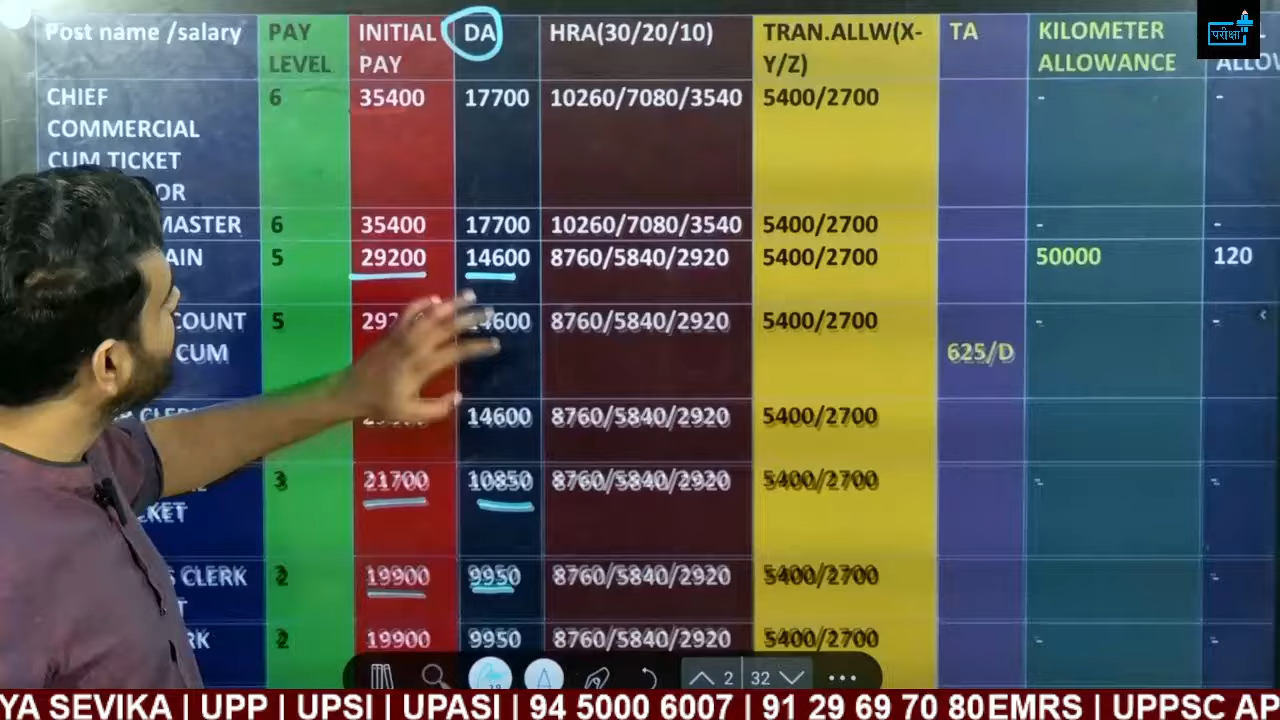 Post name /salary PAY LEVEL INITIAL PAY DA HRA(30/20/10) TRAN.ALLW(X-Y/Z) TA KILOMETER ALLOWANCE
परीक्षा
CHIEF COMMERCIAL CUM TICKET 6 35400 17700 10260/7080/3540 5400/2700 - -
MASTER 6 35400 17700 10260/7080/3540 5400/2700 - -
5 29200 14600 8760/5840/2920 5400/2700 50000 120
CUM 5 8760/5840/2920 5400/2700 625/D - -
14600 8760/5840/2920 5400/2700
3 21700 10850 8760/5840/2920 5400/2700 - -
CLERK 2 19900 9950 8760/5840/2920 5400/2700 -
2 19900 9950 8760/5840/2920 5400/2700 - -
2 32
YA SEVIKA | UPP | UPSI | UPASI | 94 5000 6007 | 91 29 69 70 80 EMRS | UPPSC AP